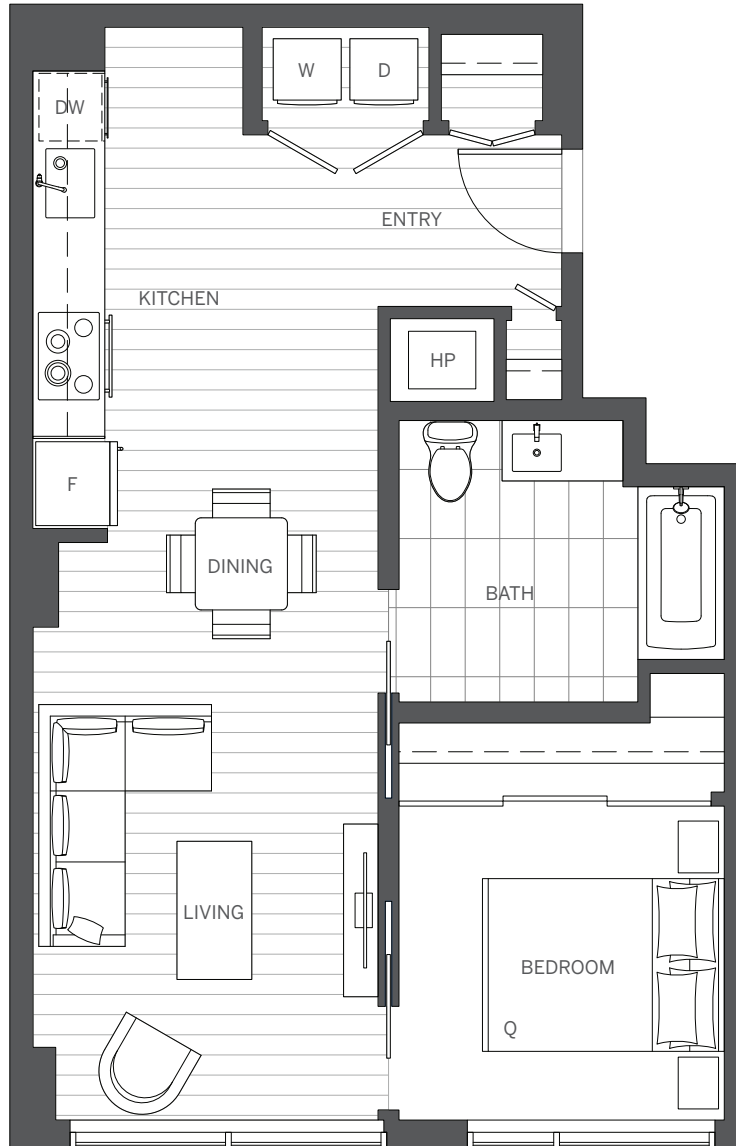 W
D
DW
ENTRY
KITCHEN
HP
F
DINING
BATH
LIVING
BEDROOM
Q